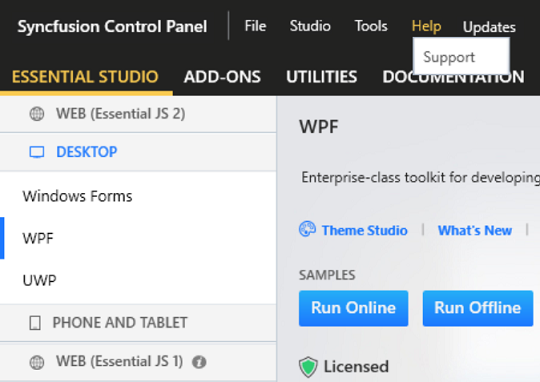 Syncfusion Control Panel File Studio Tools Help Updates
Support
ESSENTIAL STUDIO ADD-ONS UTILITIES DOCUMENTATION
WEB (Essential JS 2)
DESKTOP
Windows Forms
WPF
UWP
PHONE AND TABLET
WEB (Essential JS 1)
WPF
Enterprise-class toolkit for developing
Theme Studio | What's New |
SAMPLES
Run Online Run Offline
Licensed